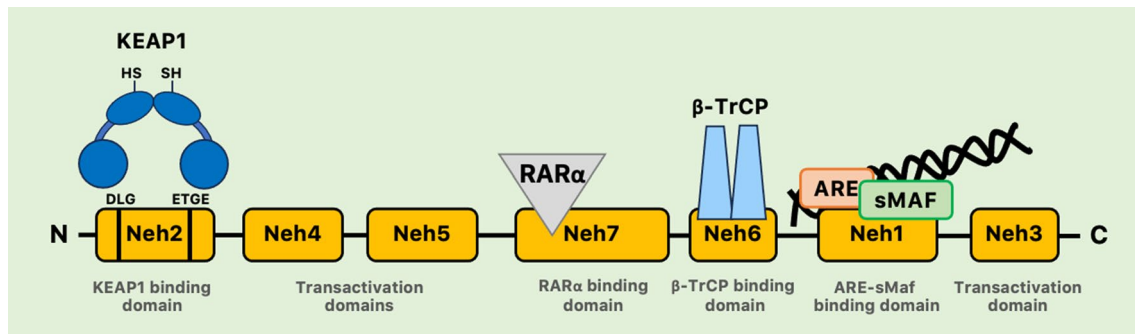 KEAP1
HS SH
β-TrCP
RARα
ARE
sMAF
DLG ETGE
N Neh2 Neh4 Neh5 Neh7 Neh6 Neh1 Neh3 C
KEAP1 binding
domain
Transactivation
domains
RARα binding
domain
β-TrCP binding
domain
ARE-sMaf
binding domain
Transactivation
domain